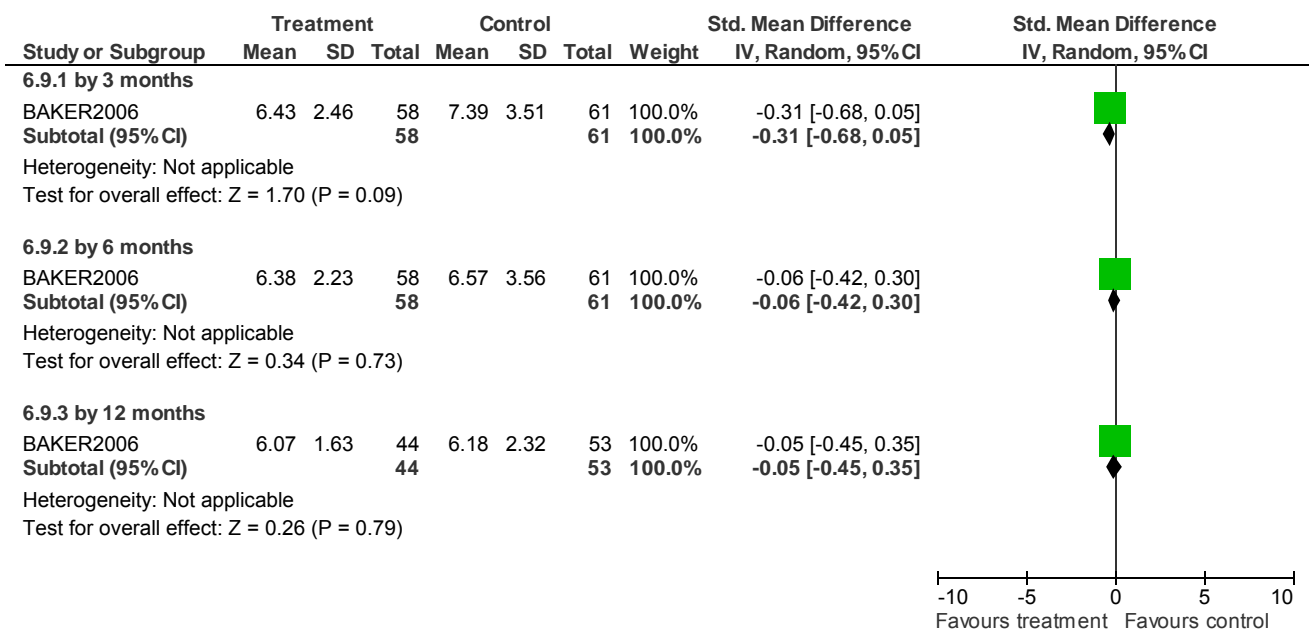 Treatment Control Std. Mean Difference Std. Mean Difference
Study or Subgroup Mean SD Total Mean SD Total Weight IV, Random, 95% CI IV, Random, 95% CI
6.9.1 by 3 months
BAKER2006 6.43 2.46 58 7.39 3.51 61 100.0% -0.31 [-0.68, 0.05]
Subtotal (95% CI) 58 61 100.0% -0.31 [-0.68, 0.05]
Heterogeneity: Not applicable
Test for overall effect: Z = 1.70 (P = 0.09)
6.9.2 by 6 months
BAKER2006 6.38 2.23 58 6.57 3.56 61 100.0% -0.06 [-0.42, 0.30]
Subtotal (95% CI) 58 61 100.0% -0.06 [-0.42, 0.30]
Heterogeneity: Not applicable
Test for overall effect: Z = 0.34 (P = 0.73)
6.9.3 by 12 months
BAKER2006 6.07 1.63 44 6.18 2.32 53 100.0% -0.05 [-0.45, 0.35]
Subtotal (95% CI) 44 53 100.0% -0.05 [-0.45, 0.35]
Heterogeneity: Not applicable
Test for overall effect: Z = 0.26 (P = 0.79)
-10 -5 0 5 10
Favours treatment Favours control